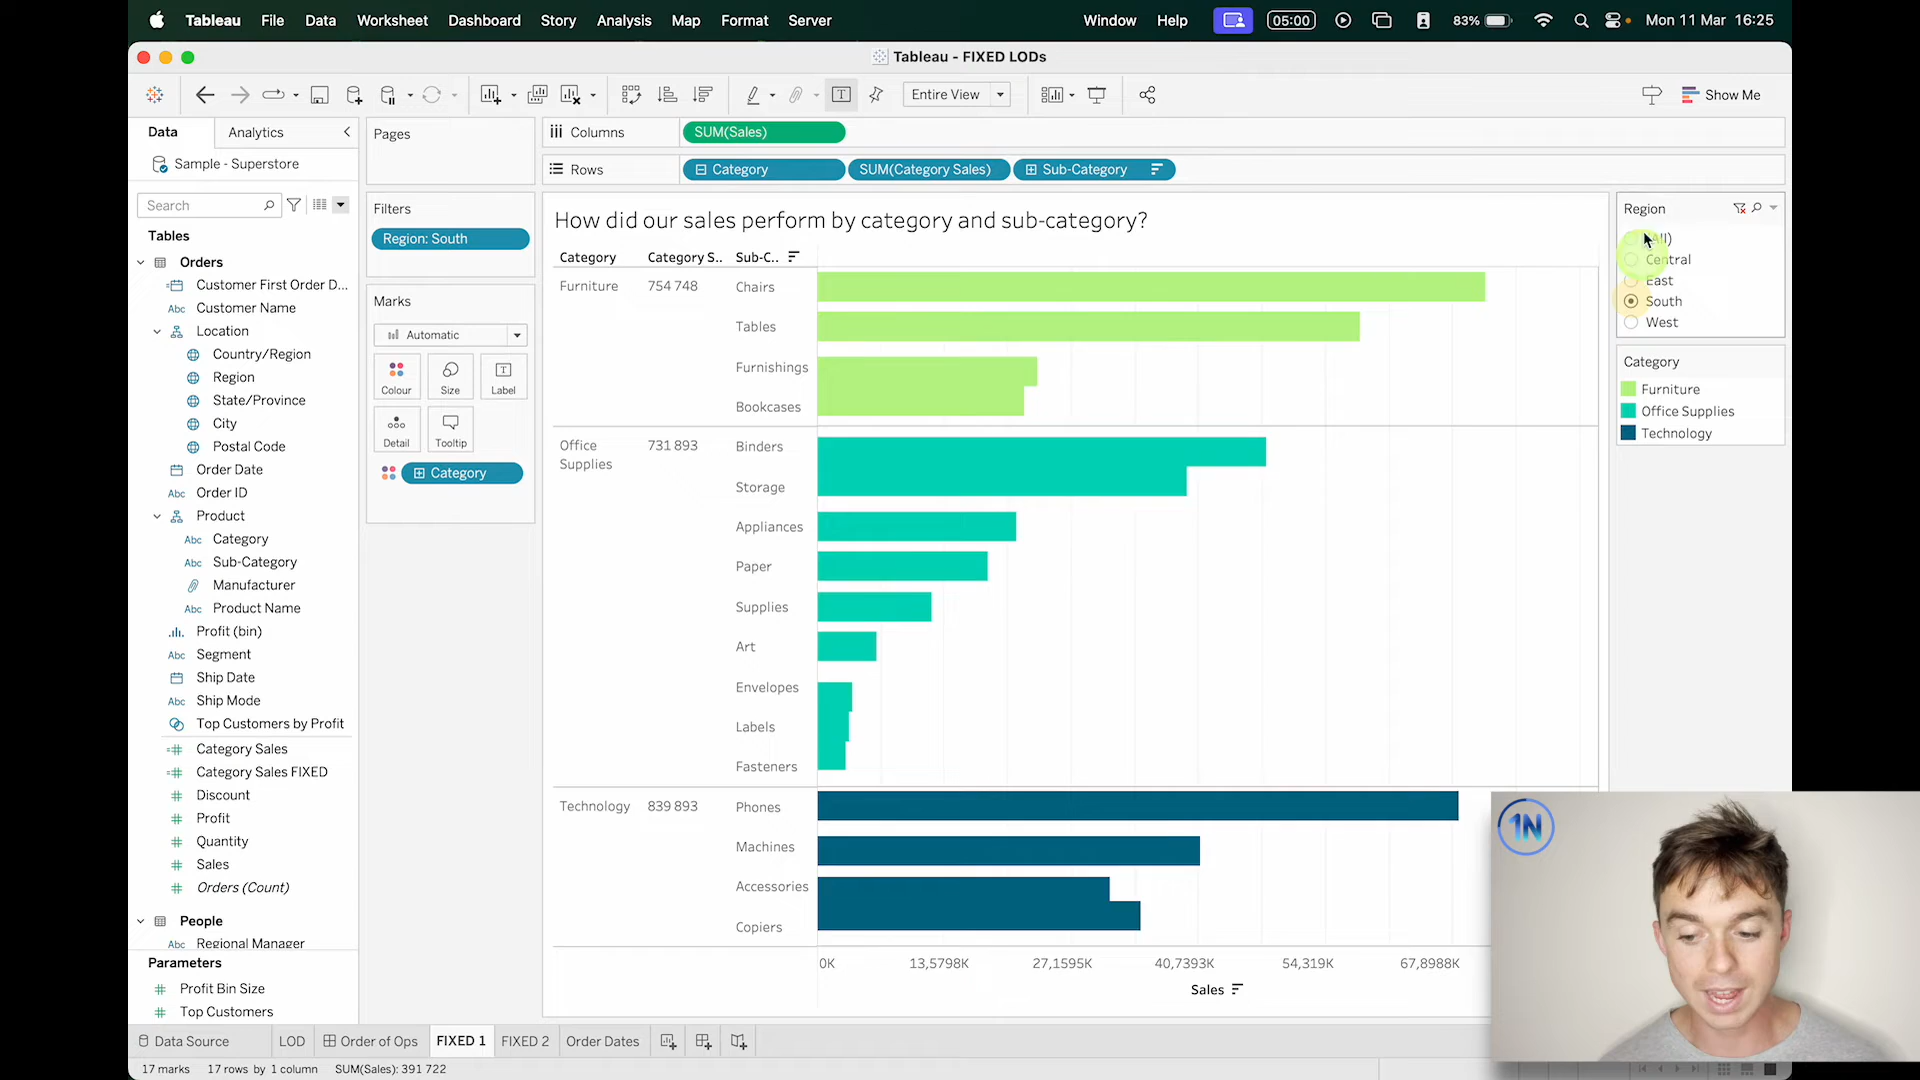 Tableau File Data Worksheet Dashboard Story Analysis Map Format Server Window Help 05:00 83% Mon 11 Mar 16:25
Tableau - FIXED LODs
Entire View Show Me
Data Analytics
Sample - Superstore
Search
Tables
Orders
Customer First Order D...
Abc Customer Name
Location
Country/Region
Region
State/Province
City
Postal Code
Order Date
Abc Order ID
Product
Abc Category
Abc Sub-Category
Manufacturer
Abc Product Name
Profit (bin)
Abc Segment
Ship Date
Abc Ship Mode
Top Customers by Profit
Category Sales
Category Sales FIXED
Discount
Profit
Quantity
Sales
Orders (Count)
People
Abc Regional Manager
Parameters
Profit Bin Size
Top Customers
Pages
Filters
Region: South
Marks
Automatic
Colour Size Label
Detail Tooltip
Category
Columns SUM(Sales)
Rows Category SUM(Category Sales) Sub-Category
How did our sales perform by category and sub-category?
Category Category S.. Sub-C..
Furniture 754 748 Chairs
Tables
Furnishings
Bookcases
Office Supplies 731 893 Binders
Storage
Appliances
Paper
Supplies
Art
Envelopes
Labels
Fasteners
Technology 839 893 Phones
Machines
Accessories
Copiers
0K 13,5798K 27,1595K 40,7393K 54,319K 67,8988K
Sales
Region
Central
East
South
West
Category
Furniture
Office Supplies
Technology
1N
Data Source LOD Order of Ops FIXED 1 FIXED 2 Order Dates
17 marks 17 rows by 1 column SUM(Sales): 391 722